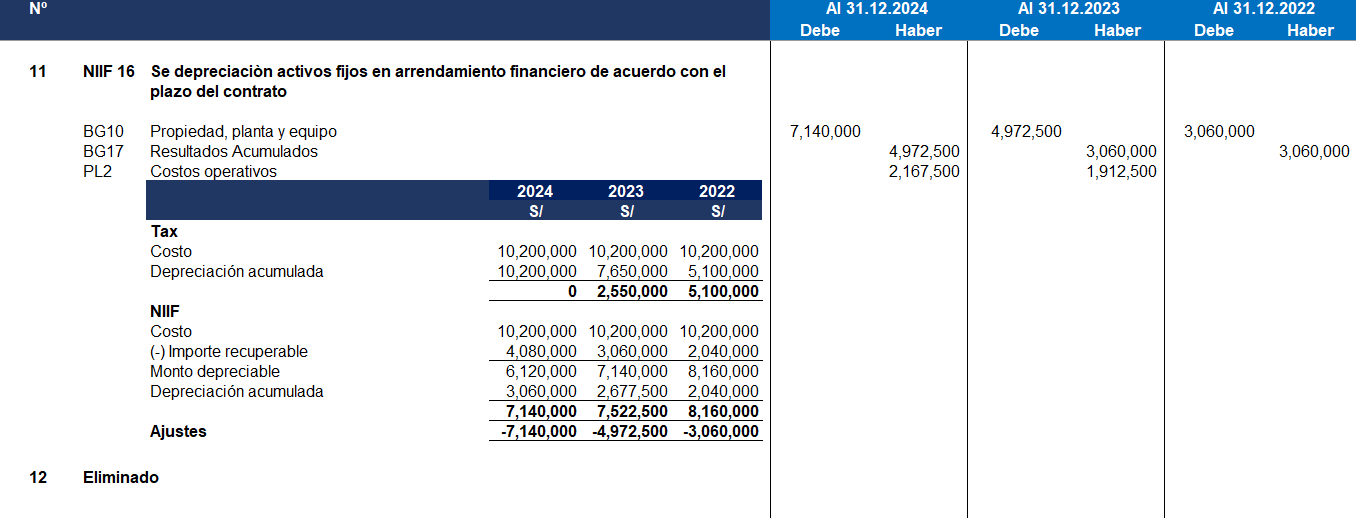 Nº Al 31.12.2024 Al 31.12.2023 Al 31.12.2022
Debe Haber Debe Haber Debe Haber
11 NIIF 16 Se depreciaciòn activos fijos en arrendamiento financiero de acuerdo con el
plazo del contrato
BG10 Propiedad, planta y equipo 7,140,000 4,972,500 3,060,000
BG17 Resultados Acumulados 4,972,500 3,060,000 3,060,000
PL2 Costos operativos 2,167,500 1,912,500
2024 2023 2022
S/ S/ S/
Tax
Costo 10,200,000 10,200,000 10,200,000
Depreciación acumulada 10,200,000 7,650,000 5,100,000
0 2,550,000 5,100,000
NIIF
Costo 10,200,000 10,200,000 10,200,000
(-) Importe recuperable 4,080,000 3,060,000 2,040,000
Monto depreciable 6,120,000 7,140,000 8,160,000
Depreciación acumulada 3,060,000 2,677,500 2,040,000
7,140,000 7,522,500 8,160,000
Ajustes -7,140,000 -4,972,500 -3,060,000
12 Eliminado